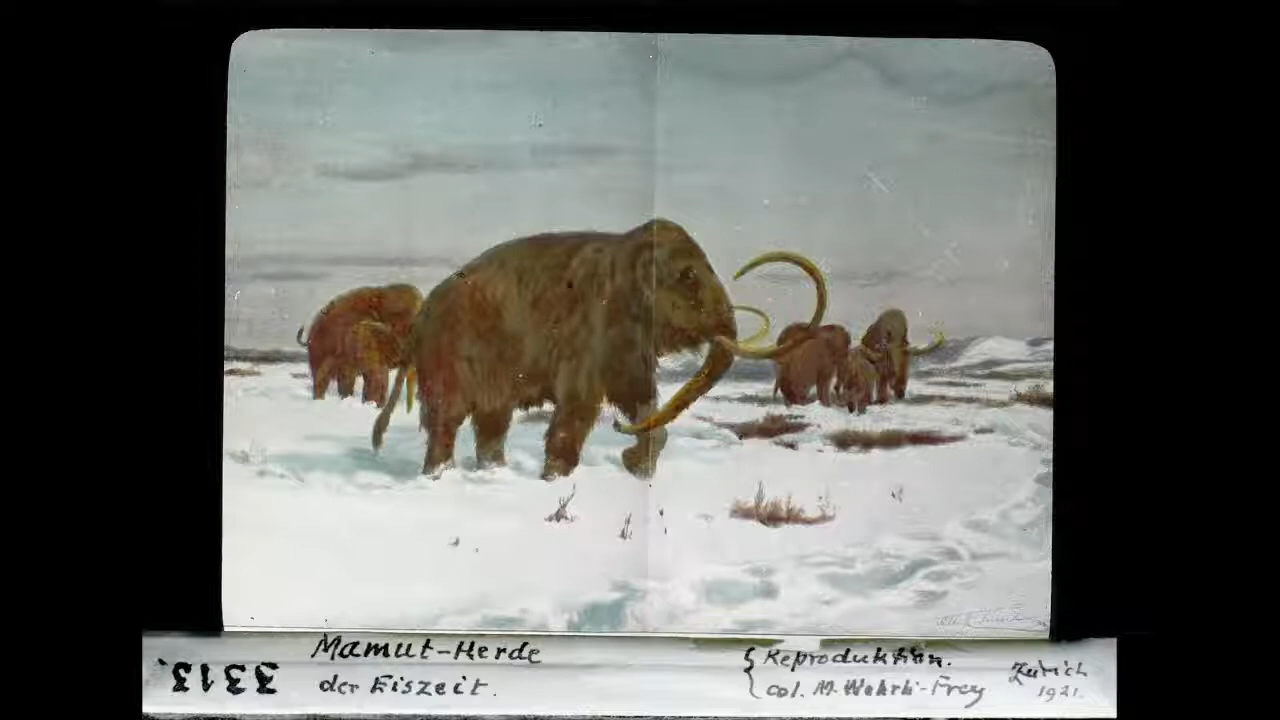 3313.
Mamut-Herde
der Eiszeit.
Reproduktion.
col. M. Wehrli-Frey
Zürich
1921.